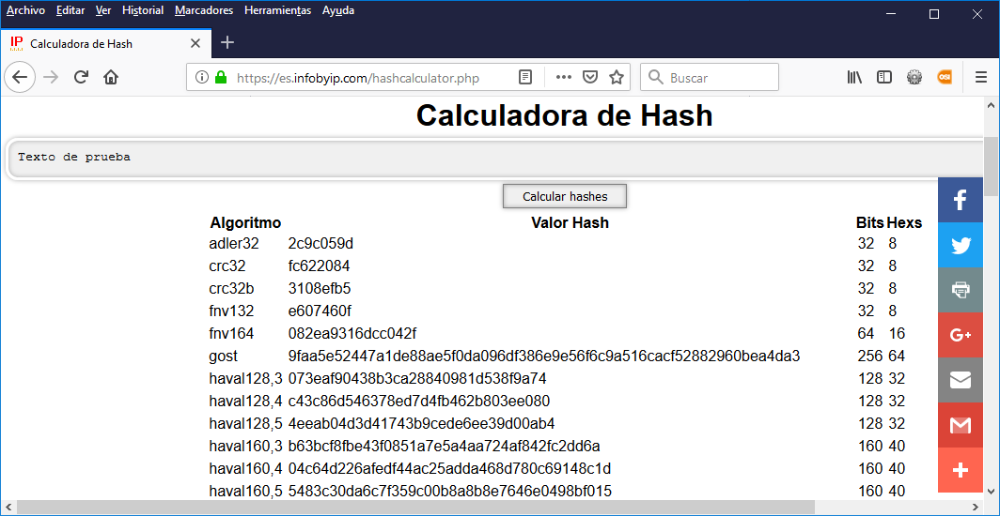 Archivo Editar Ver Historial Marcadores Herramientas Ayuda
IP Calculadora de Hash
https://es.infobyip.com/hashcalculator.php
Buscar
OSI
Calculadora de Hash
Texto de prueba
Calcular hashes
Algoritmo Valor Hash Bits Hexs
adler32 2c9c059d 32 8
crc32 fc622084 32 8
crc32b 3108efb5 32 8
fnv132 e607460f 32 8
fnv164 082ea9316dcc042f 64 16
gost 9faa5e52447a1de88ae5f0da096df386e9e56f6c9a516cacf52882960bea4da3 256 64
haval128,3 073eaf90438b3ca28840981d538f9a74 128 32
haval128,4 c43c86d546378ed7d4fb462b803ee080 128 32
haval128,5 4eeab04d3d41743b9cede6ee39d00ab4 128 32
haval160,3 b63bcf8fbe43f0851a7e5a4aa724af842fc2dd6a 160 40
haval160,4 04c64d226afedf44ac25adda468d780c69148c1d 160 40
haval160,5 5483c30da6c7f359c00b8a8b8e7646e0498bf015 160 40